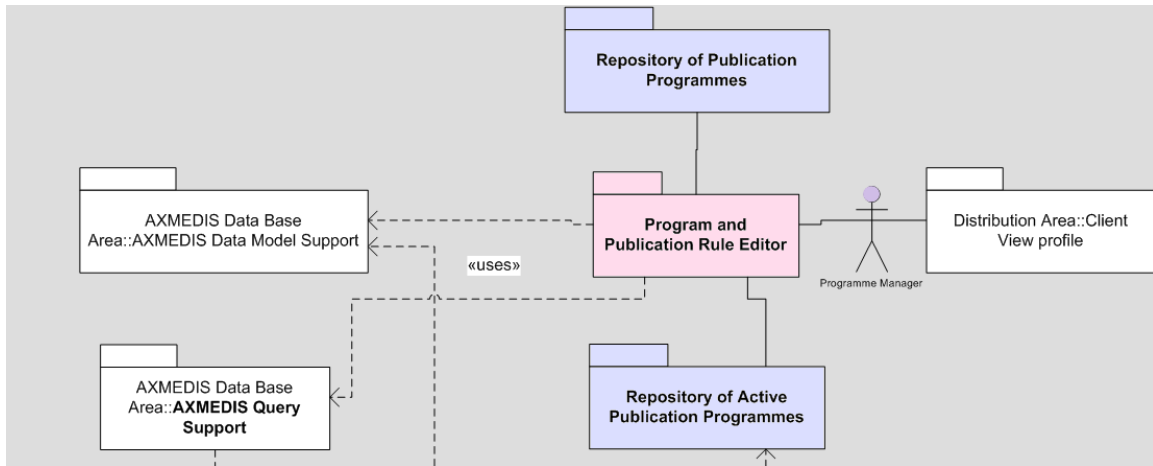 Repository of Publication
Programmes
AXMEDIS Data Base
Area::AXMEDIS Data Model Support
Program and
Publication Rule Editor
Distribution Area::Client
View profile
«uses»
Programme Manager
AXMEDIS Data Base
Area::AXMEDIS Query
Support
Repository of Active
Publication Programmes